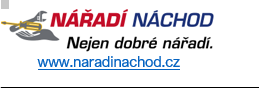 NÁŘADÍ NÁCHOD
Nejen dobré nářadí.
www.naradinachod.cz